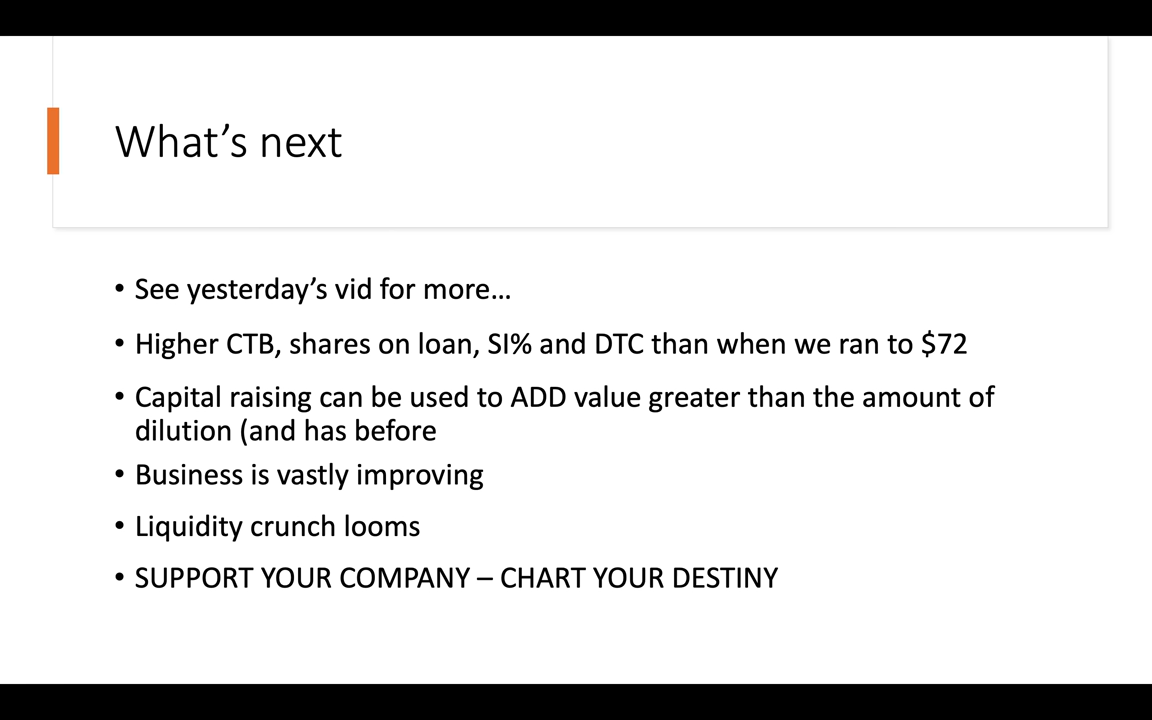 What’s next
• See yesterday’s vid for more…
• Higher CTB, shares on loan, SI% and DTC than when we ran to $72
• Capital raising can be used to ADD value greater than the amount of
dilution (and has before
• Business is vastly improving
• Liquidity crunch looms
• SUPPORT YOUR COMPANY – CHART YOUR DESTINY